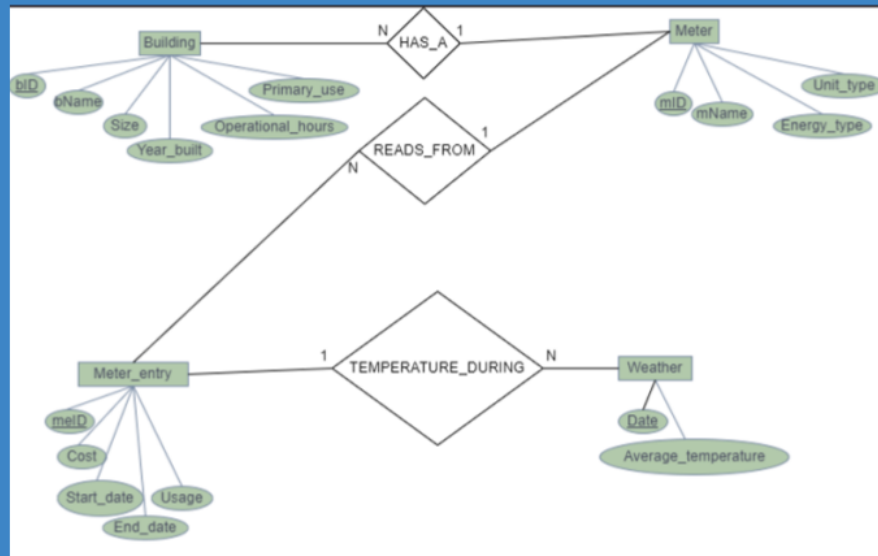 N
1
HAS_A
Building
Meter
bID
bName
Size
Year_built
Operational_hours
Primary_use
mID
mName
Energy_type
Unit_type
1
READS_FROM
N
Meter_entry
1
TEMPERATURE_DURING
N
Weather
meID
Cost
Start_date
End_date
Usage
Date
Average_temperature